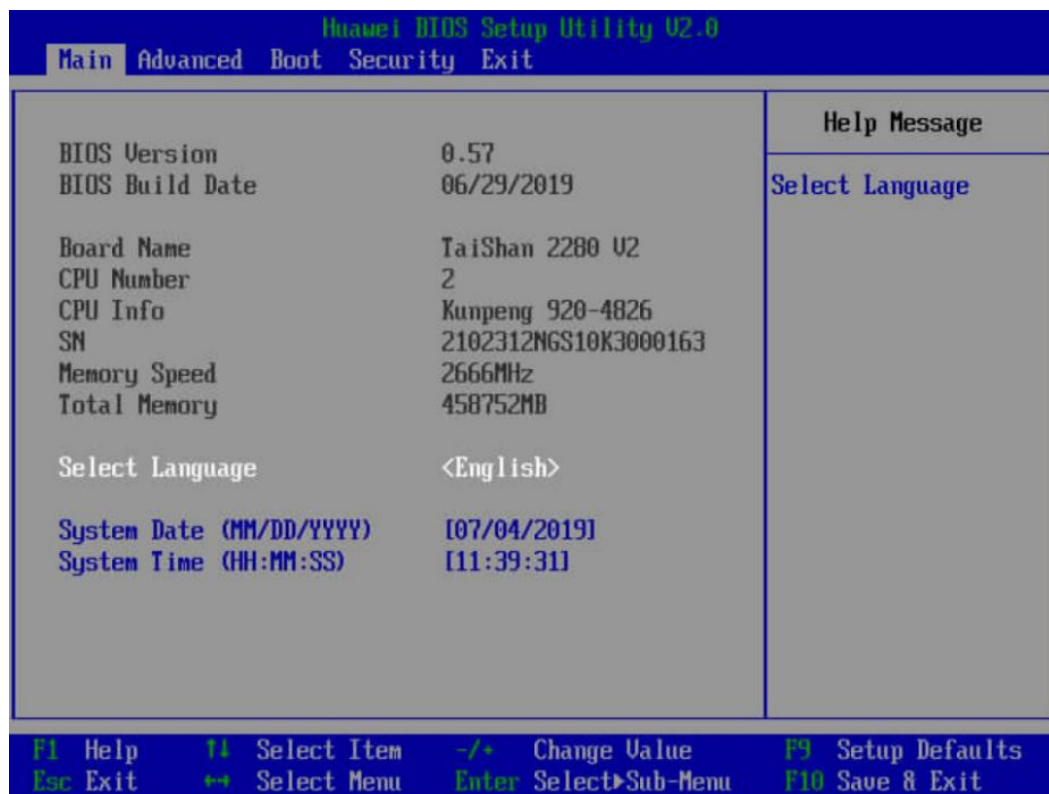 Huawei BIOS Setup Utility V2.0
Main Advanced Boot Security Exit
Help Message
Select Language
BIOS Version 0.57
BIOS Build Date 06/29/2019
Board Name TaiShan 2280 V2
CPU Number 2
CPU Info Kunpeng 920-4826
SN 2102312NGS10K3000163
Memory Speed 2666MHz
Total Memory 458752MB
Select Language <English>
System Date (MM/DD/YYYY) [07/04/2019]
System Time (HH:MM:SS) [11:39:31]
F1 Help ↑↓ Select Item -/+ Change Value F9 Setup Defaults
Esc Exit ←→ Select Menu Enter Select▶Sub-Menu F10 Save & Exit